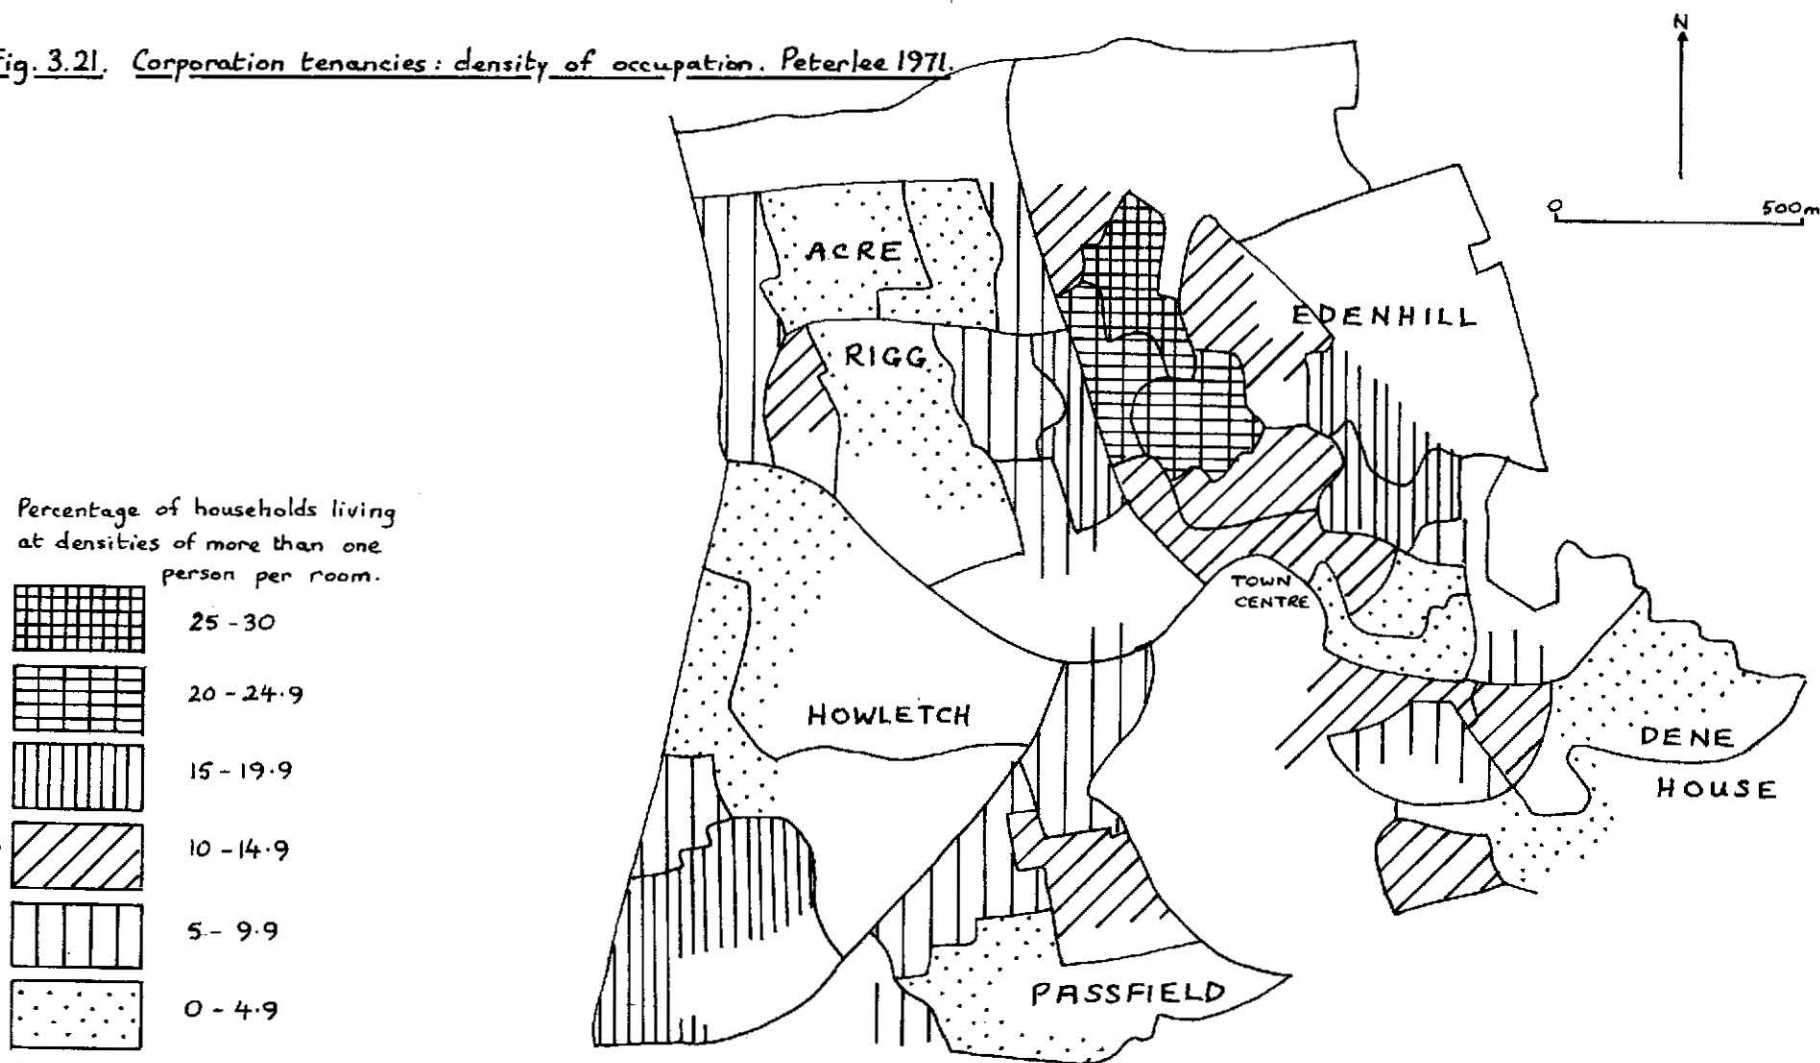 Fig. 3.21. Corporation tenancies: density of occupation. Peterlee 1971.
N
0 500m
ACRE
EDENHILL
RIGG
Percentage of households living
at densities of more than one
person per room.
25 - 30
20 - 24·9
15 - 19·9
10 - 14·9
5 - 9·9
0 - 4·9
TOWN
CENTRE
HOWLETCH
DENE
HOUSE
PASSFIELD